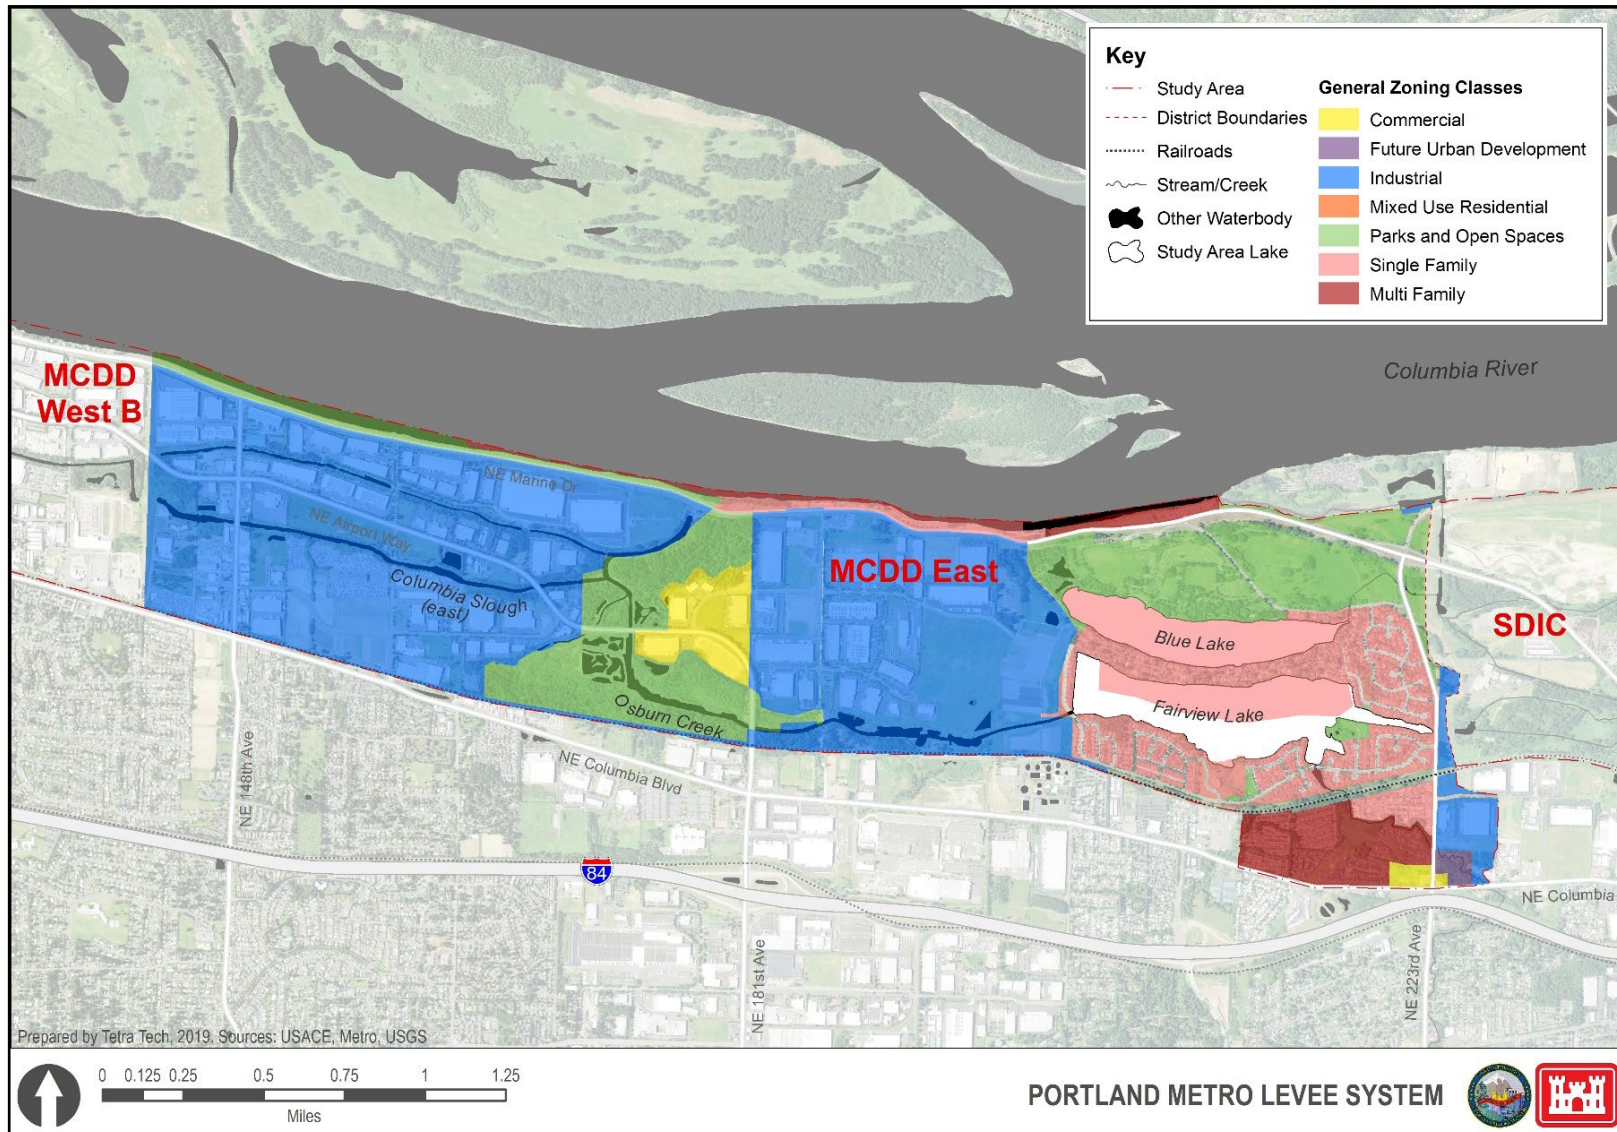 Key
Study Area
District Boundaries
Railroads
Stream/Creek
Other Waterbody
Study Area Lake
General Zoning Classes
Commercial
Future Urban Development
Industrial
Mixed Use Residential
Parks and Open Spaces
Single Family
Multi Family
Columbia River
MCDD
West B
NE Marine Dr
NE Airport Way
Columbia Slough
(east)
MCDD East
SDIC
Blue Lake
Fairview Lake
Osburn Creek
NE Columbia Blvd
NE 148th Ave
84
NE 181st Ave
NE 223rd Ave
NE Columbia
Prepared by Tetra Tech, 2019. Sources: USACE, Metro, USGS
0 0.125 0.25 0.5 0.75 1 1.25
Miles
PORTLAND METRO LEVEE SYSTEM